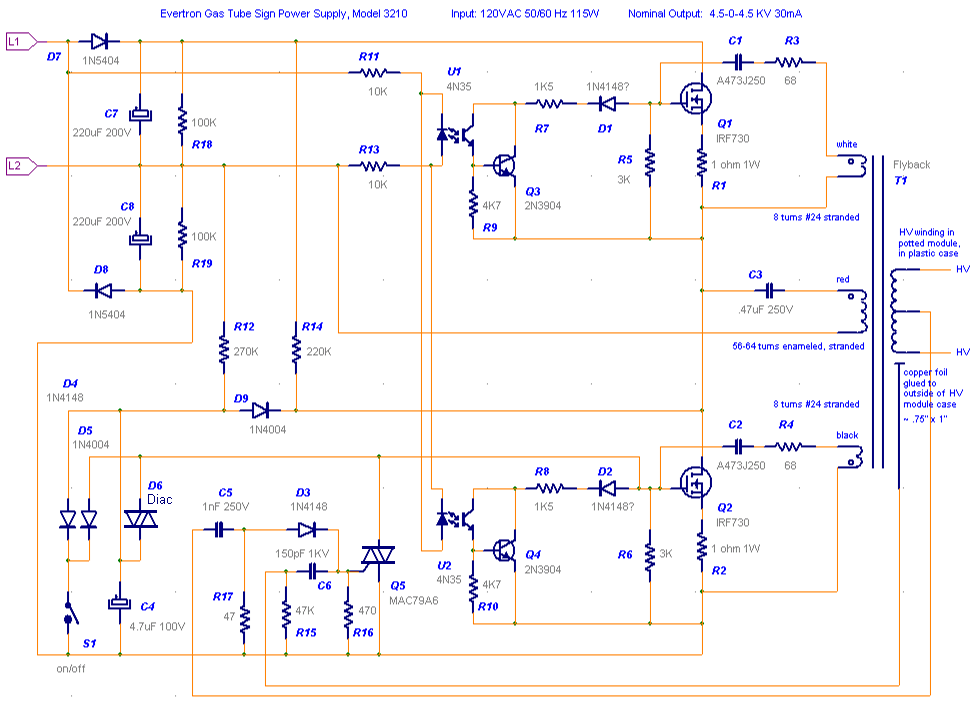 Evertron Gas Tube Sign Power Supply, Model 3210
Input: 120VAC 50/60 Hz 115W
Nominal Output: 4.5-0-4.5 KV 30mA
L1
D7
1N5404
R11
10K
U1
4N35
C1
A473J250
R3
68
1K5
R7
1N4148?
D1
Q1
IRF730
C7
220uF 200V
100K
R18
L2
R13
10K
Q3
2N3904
R5
3K
1 ohm 1W
R1
white
Flyback
T1
4K7
R9
8 turns #24 stranded
C8
220uF 200V
100K
R19
HV winding in
potted module,
in plastic case
HV
D8
1N5404
C3
.47uF 250V
red
R12
270K
R14
220K
56-64 turns enameled, stranded
HV
D4
1N4148
D9
1N4004
copper foil
glued to
outside of HV
module case
~ .75" x 1"
8 turns #24 stranded
D5
1N4004
C2
A473J250
R4
68
black
D6
Diac
C5
1nF 250V
D3
1N4148
R8
1K5
D2
1N4148?
Q2
IRF730
150pF 1KV
C6
U2
4N35
Q4
2N3904
R6
3K
1 ohm 1W
R2
Q5
MAC79A6
4K7
R10
C4
4.7uF 100V
R17
47
47K
R15
470
R16
S1
on/off